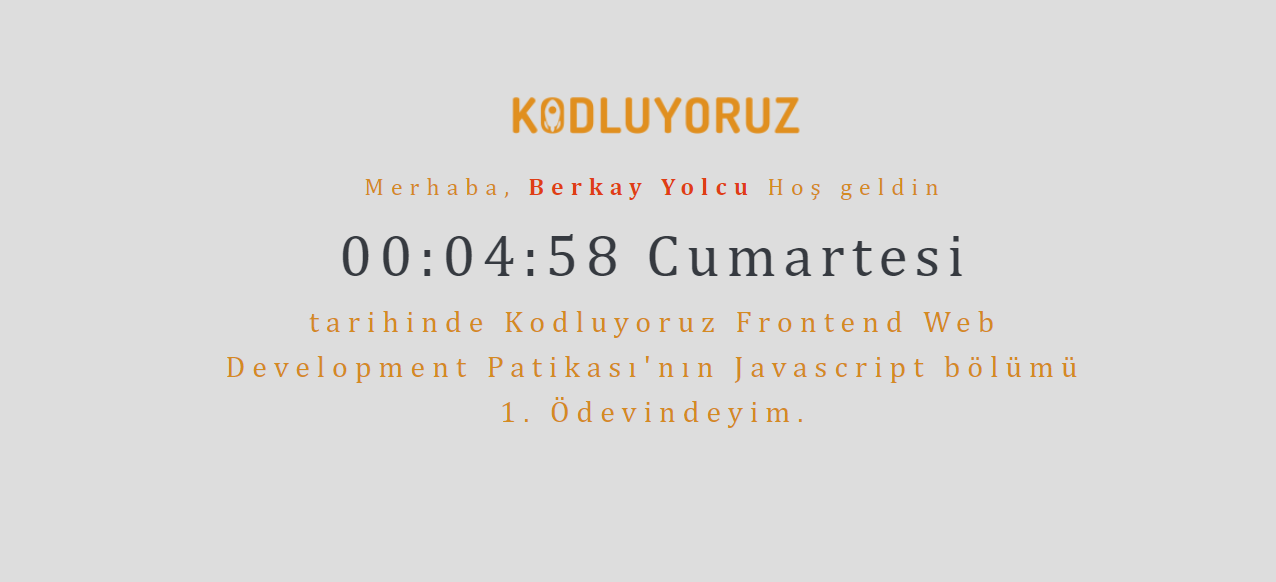 KODLUYORUZ
Merhaba, Berkay Yolcu Hoş geldin
00:04:58 Cumartesi
tarihinde Kodluyoruz Frontend Web
Development Patikası'nın Javascript bölümü
1. Ödevindeyim.